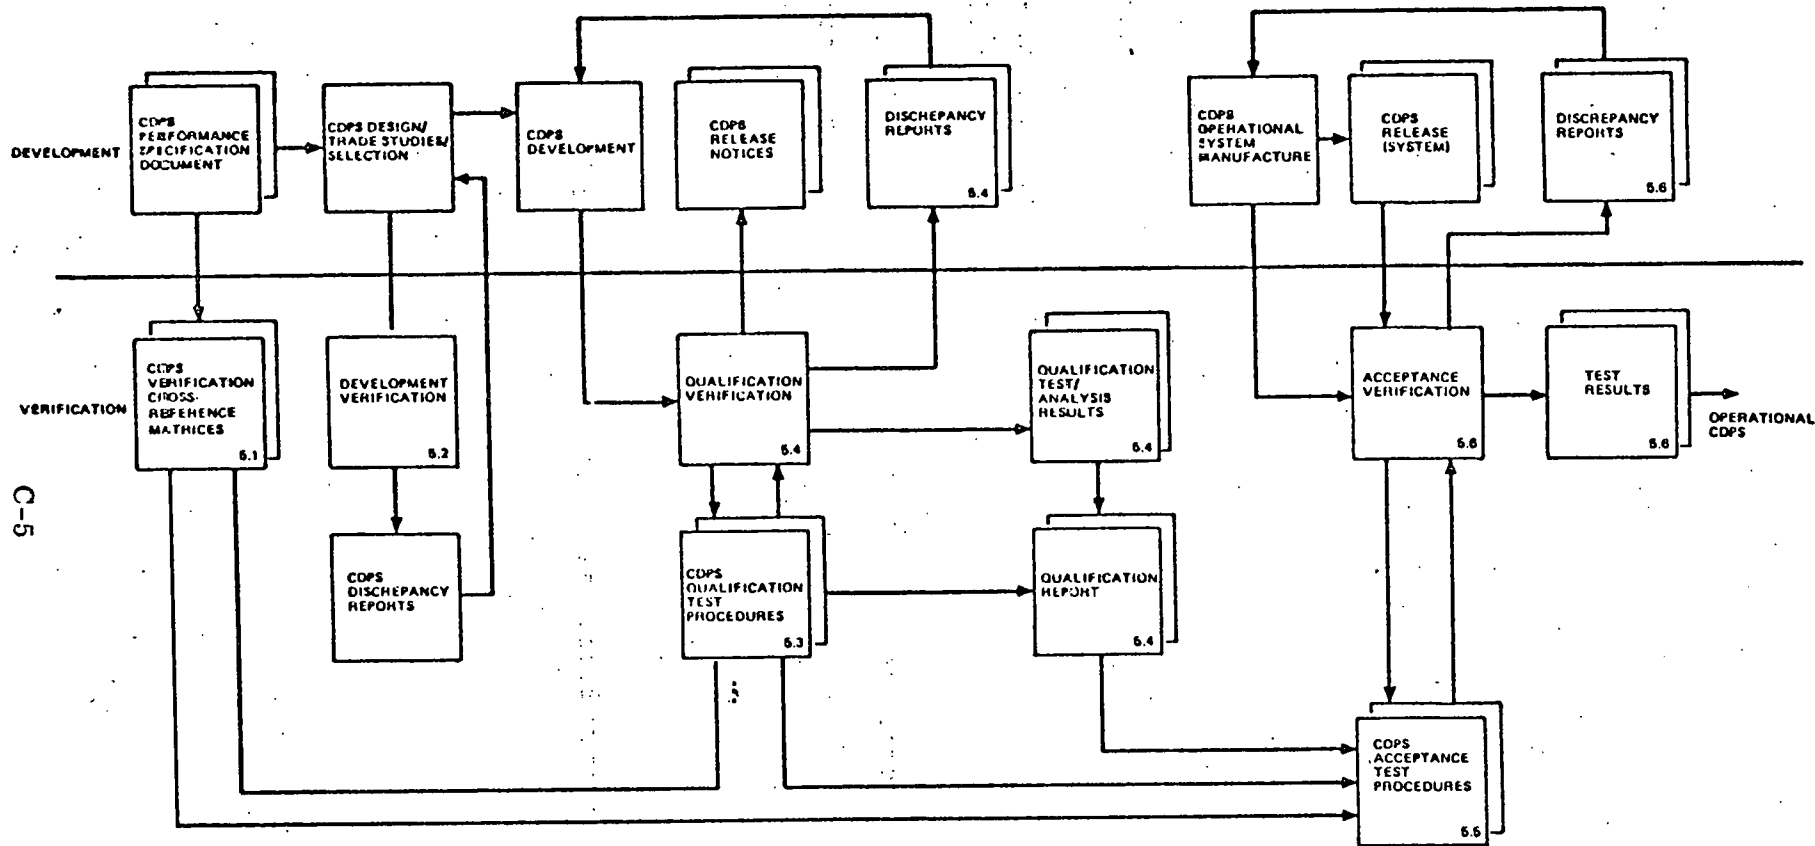 DEVELOPMENT
CDPS
PERFORMANCE
SPECIFICATION
DOCUMENT
CDPS DESIGN/
TRADE STUDIES/
SELECTION
CDPS
DEVELOPMENT
CDPS
RELEASE
NOTICES
DISCREPANCY
REPORTS
5.4
CDPS
OPERATIONAL
SYSTEM
MANUFACTURE
CDPS
RELEASE
(SYSTEM)
DISCREPANCY
REPORTS
5.6
VERIFICATION
CDPS
VERIFICATION
CROSS-
REFERENCE
MATRICES
5.1
DEVELOPMENT
VERIFICATION
5.2
QUALIFICATION
VERIFICATION
5.4
QUALIFICATION
TEST/
ANALYSIS
RESULTS
5.4
ACCEPTANCE
VERIFICATION
5.6
TEST
RESULTS
5.6
OPERATIONAL
CDPS
C-5
CDPS
DISCREPANCY
REPORTS
CDPS
QUALIFICATION
TEST
PROCEDURES
5.3
QUALIFICATION
REPORT
5.4
CDPS
ACCEPTANCE
TEST
PROCEDURES
5.5